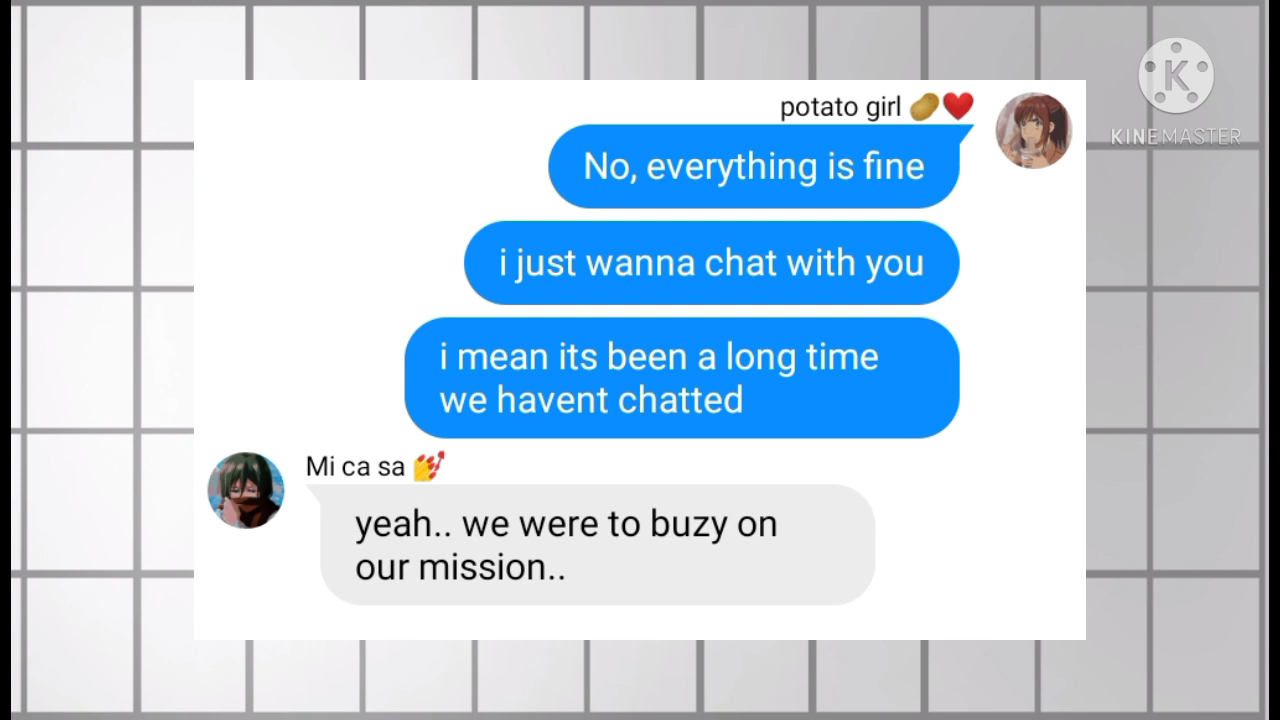 potato girl 🥔❤️
No, everything is fine
i just wanna chat with you
i mean its been a long time
we havent chatted
Mi ca sa 💅
yeah.. we were to buzy on
our mission..
K
KINEMASTER